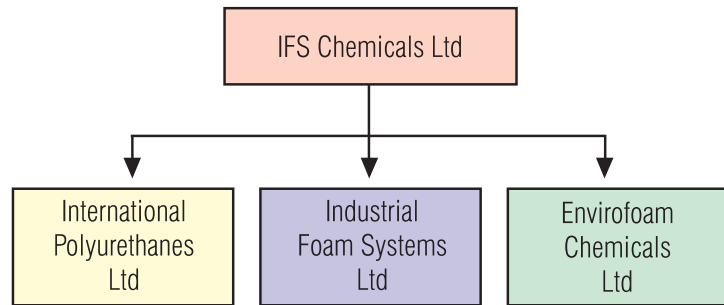 IFS Chemicals Ltd
International
Polyurethanes
Ltd
Industrial
Foam Systems
Ltd
Envirofoam
Chemicals
Ltd